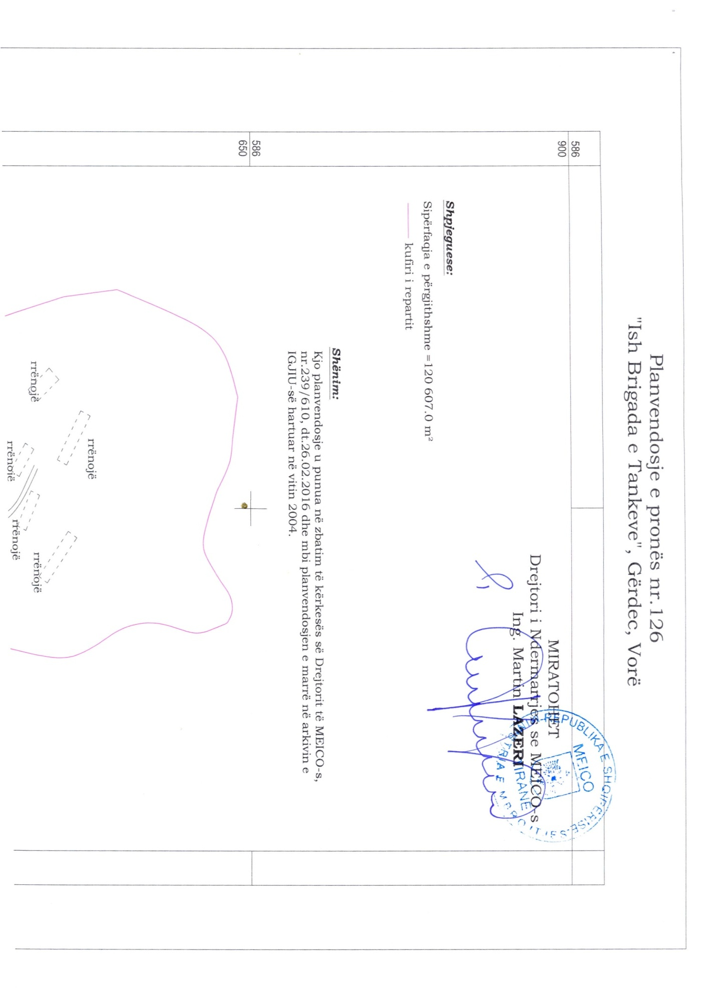 Planvendosje e pronës nr.126
"Ish Brigada e Tankeve", Gërdec, Vorë
586
900
MIRATOHET
Drejtori i Ndermarrjes se MEICO-s
Ing. Martin LAZERI
REPUBLIKA E SHQIPERISE
MEICO
TIRANE
Shpjeguese:
Sipërfaqja e përgjithshme =120 607.0 m²
kufiri i repartit
Shënim:
Kjo planvendosje u punua në zbatim të kërkesës së Drejtorit të MEICO-s,
nr.239/610, dt.26.02.2016 dhe mbi planvendosjen e marrë në arkivin e
IGJIU-së hartuar në vitin 2004.
586
650
rrënojë
rrënojë
rrënojë
rrënojë
rrënojë